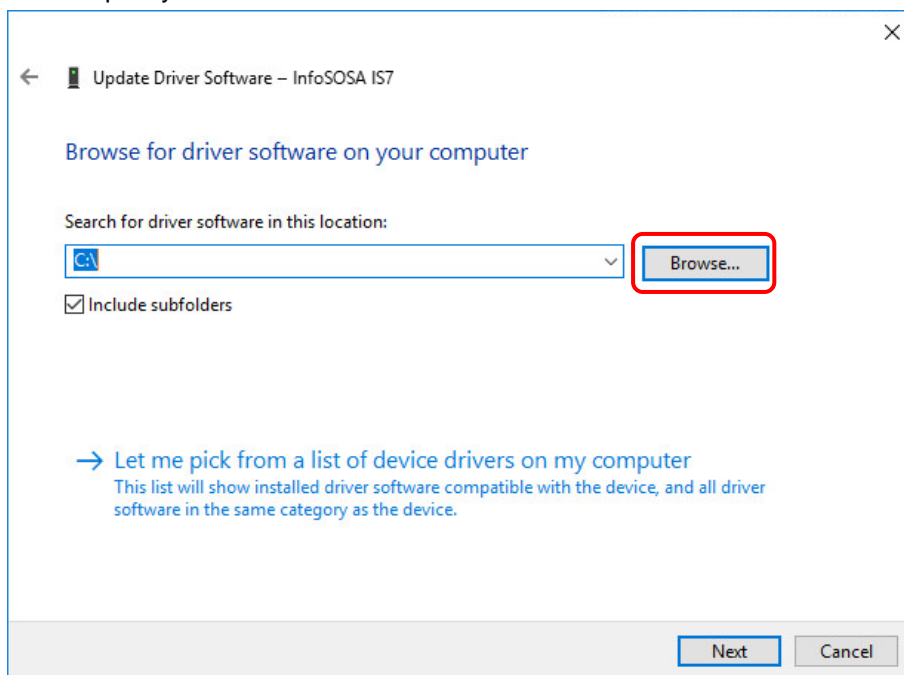 Update Driver Software – InfoSOSA IS7
Browse for driver software on your computer
Search for driver software in this location:
C:\
Browse...
Include subfolders
Let me pick from a list of device drivers on my computer
This list will show installed driver software compatible with the device, and all driver
software in the same category as the device.
Next Cancel